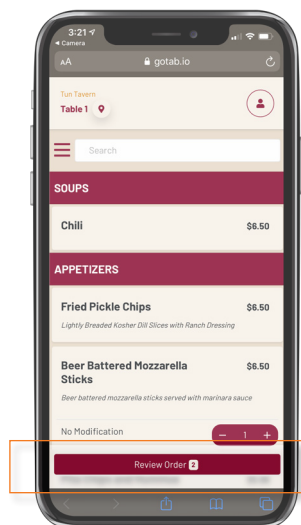 3:21
◀ Camera
AA gotab.io
Tun Tavern
Table 1
Search
SOUPS
Chili $6.50
APPETIZERS
Fried Pickle Chips $6.50
Lightly Breaded Kosher Dill Slices with Ranch Dressing
Beer Battered Mozzarella $6.50
Sticks
Beer battered mozzarella sticks served with marinara sauce
No Modification − 1 +
Review Order 2